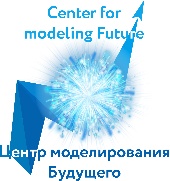 Center for
modeling Future
Центр моделирования
Будущего